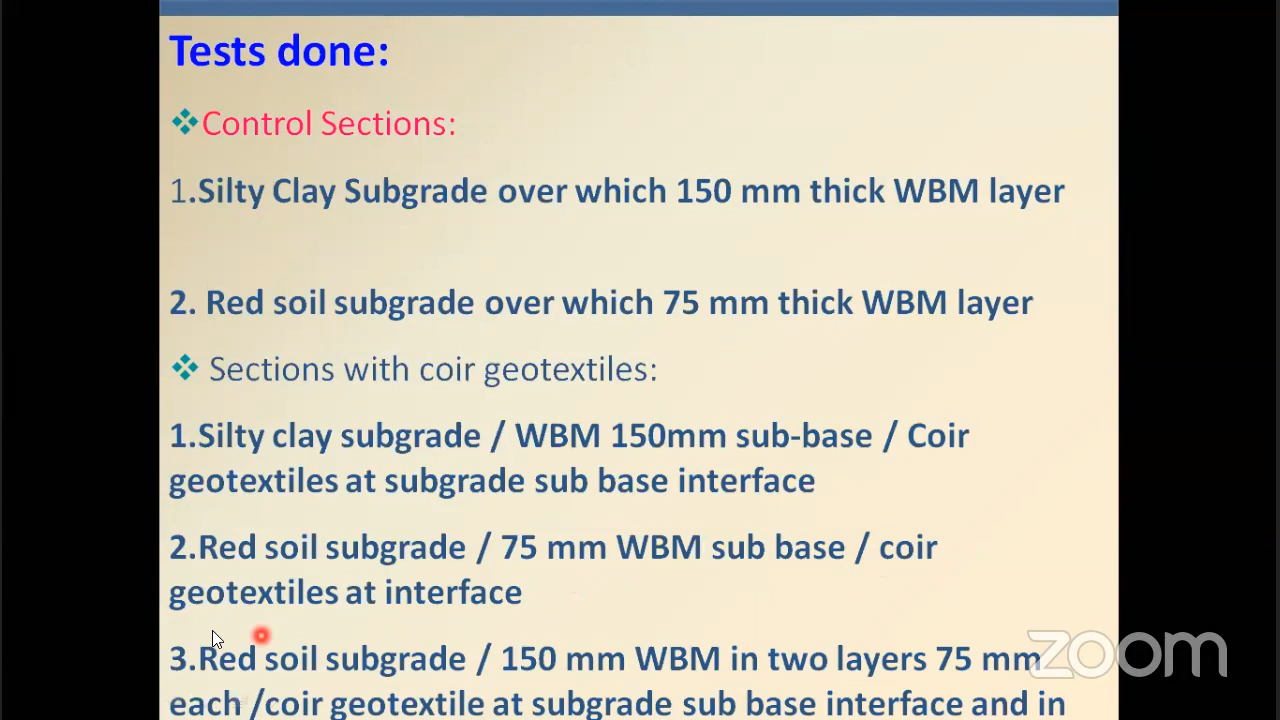 Tests done:
Control Sections:
1.Silty Clay Subgrade over which 150 mm thick WBM layer
2. Red soil subgrade over which 75 mm thick WBM layer
Sections with coir geotextiles:
1.Silty clay subgrade / WBM 150mm sub-base / Coir
geotextiles at subgrade sub base interface
2.Red soil subgrade / 75 mm WBM sub base / coir
geotextiles at interface
3.Red soil subgrade / 150 mm WBM in two layers 75 mm
each /coir geotextile at subgrade sub base interface and in
zoom